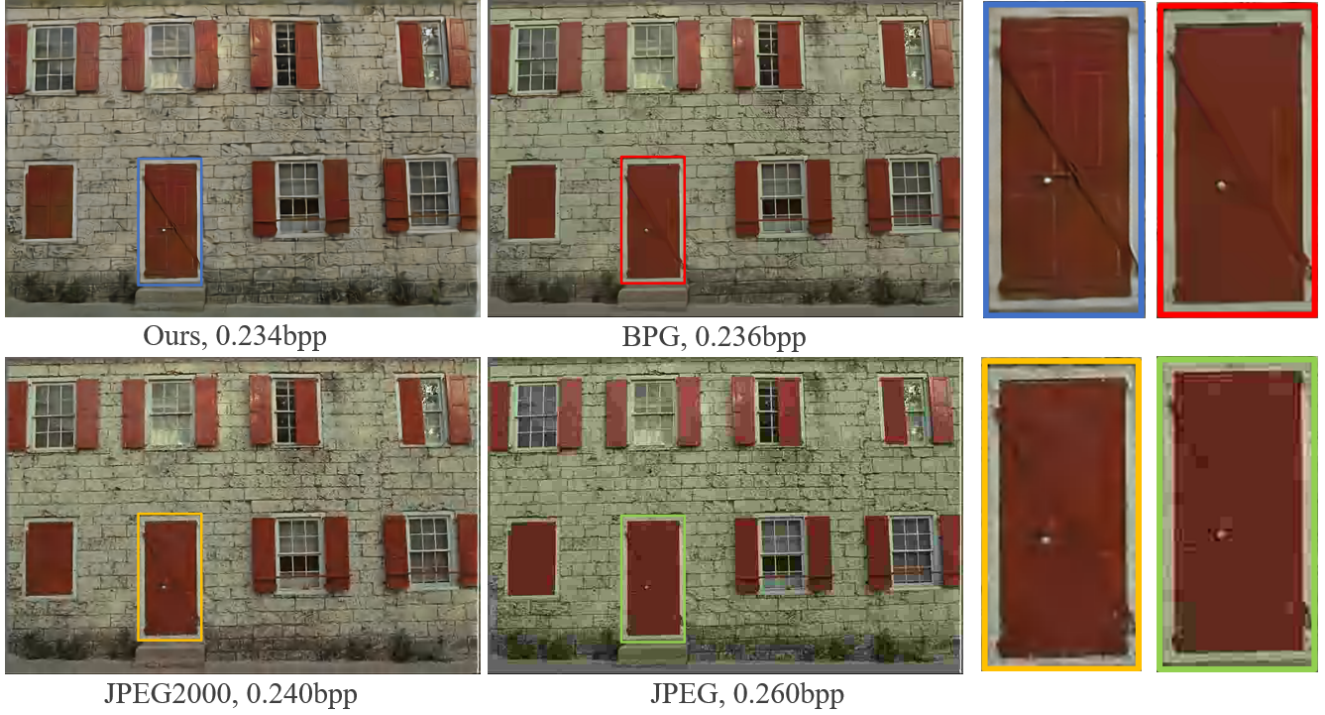 Ours, 0.234bpp
BPG, 0.236bpp
JPEG2000, 0.240bpp
JPEG, 0.260bpp